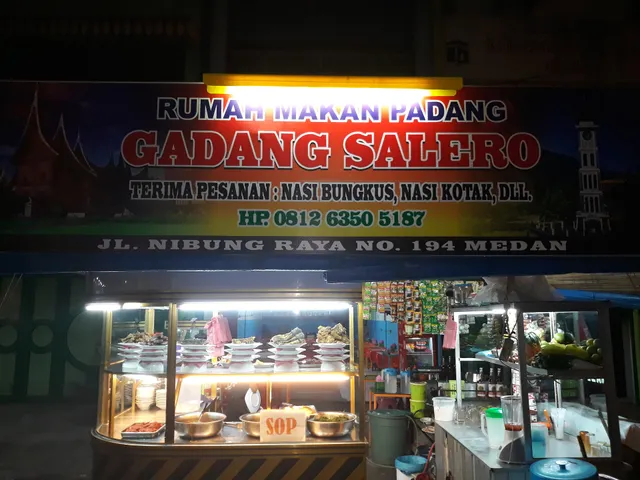 RUMAH MAKAN PADANG
GADANG SALERO
TERIMA PESANAN : NASI BUNGKUS, NASI KOTAK, DLL.
HP. 0812 6350 5187
JL. NIBUNG RAYA NO. 194 MEDAN
SOP